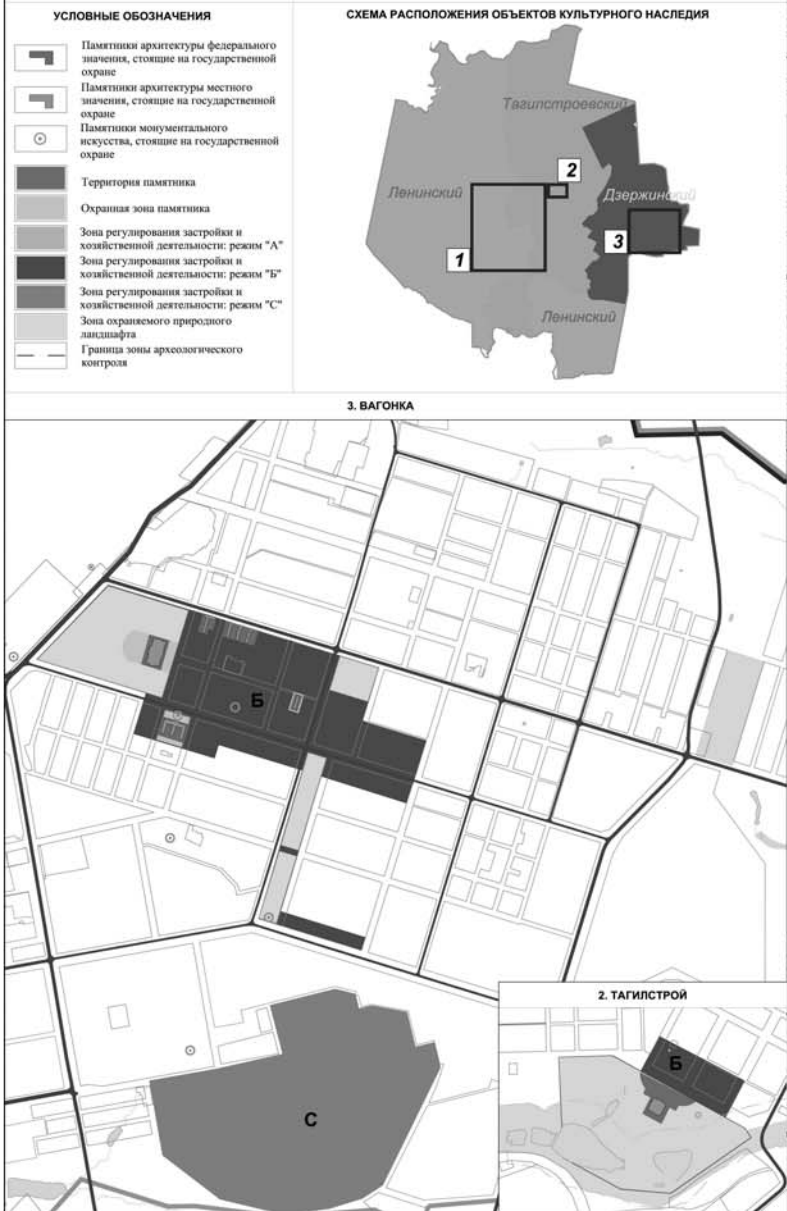 УСЛОВНЫЕ ОБОЗНАЧЕНИЯ
Памятники архитектуры федерального
значения, стоящие на государственной
охране
Памятники архитектуры местного
значения, стоящие на государственной
охране
Памятники монументального
искусства, стоящие на государственной
охране
Территория памятника
Охранная зона памятника
Зона регулирования застройки и
хозяйственной деятельности: режим "А"
Зона регулирования застройки и
хозяйственной деятельности: режим "Б"
Зона регулирования застройки и
хозяйственной деятельности: режим "С"
Зона охраняемого природного
ландшафта
Граница зоны археологического
контроля
СХЕМА РАСПОЛОЖЕНИЯ ОБЪЕКТОВ КУЛЬТУРНОГО НАСЛЕДИЯ
Тагилстроевский
2
Ленинский
Дзержинский
3
1
Ленинский
3. ВАГОНКА
Б
С
2. ТАГИЛСТРОЙ
Б